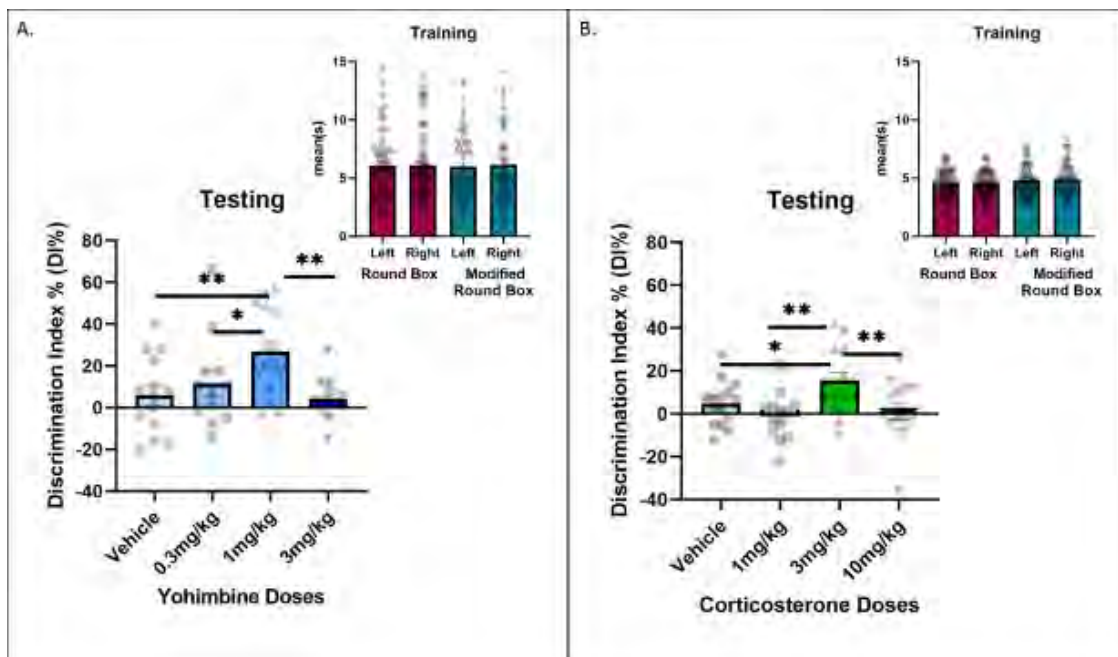 A.
Training
15
10
5
0
mean(s)
Left Right Left Right
Round Box Modified Round Box
Testing
80
60
40
20
0
-20
-40
Discrimination Index % (DI%)
** ** *
Vehicle
0.3mg/kg
1mg/kg
3mg/kg
Yohimbine Doses
B.
Training
15
10
5
0
mean(s)
Left Right Left Right
Round Box Modified Round Box
Testing
80
60
40
20
0
-20
-40
Discrimination Index % (DI%)
** * **
Vehicle
1mg/kg
3mg/kg
10mg/kg
Corticosterone Doses